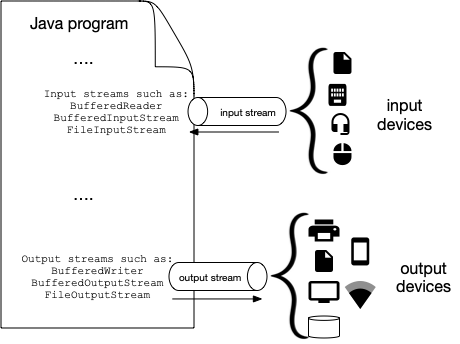 Java program
....
Input streams such as:
BufferedReader
BufferedInputStream
FileInputStream
input stream
input
devices
....
Output streams such as:
BufferedWriter
BufferedOutputStream
FileOutputStream
output stream
output
devices